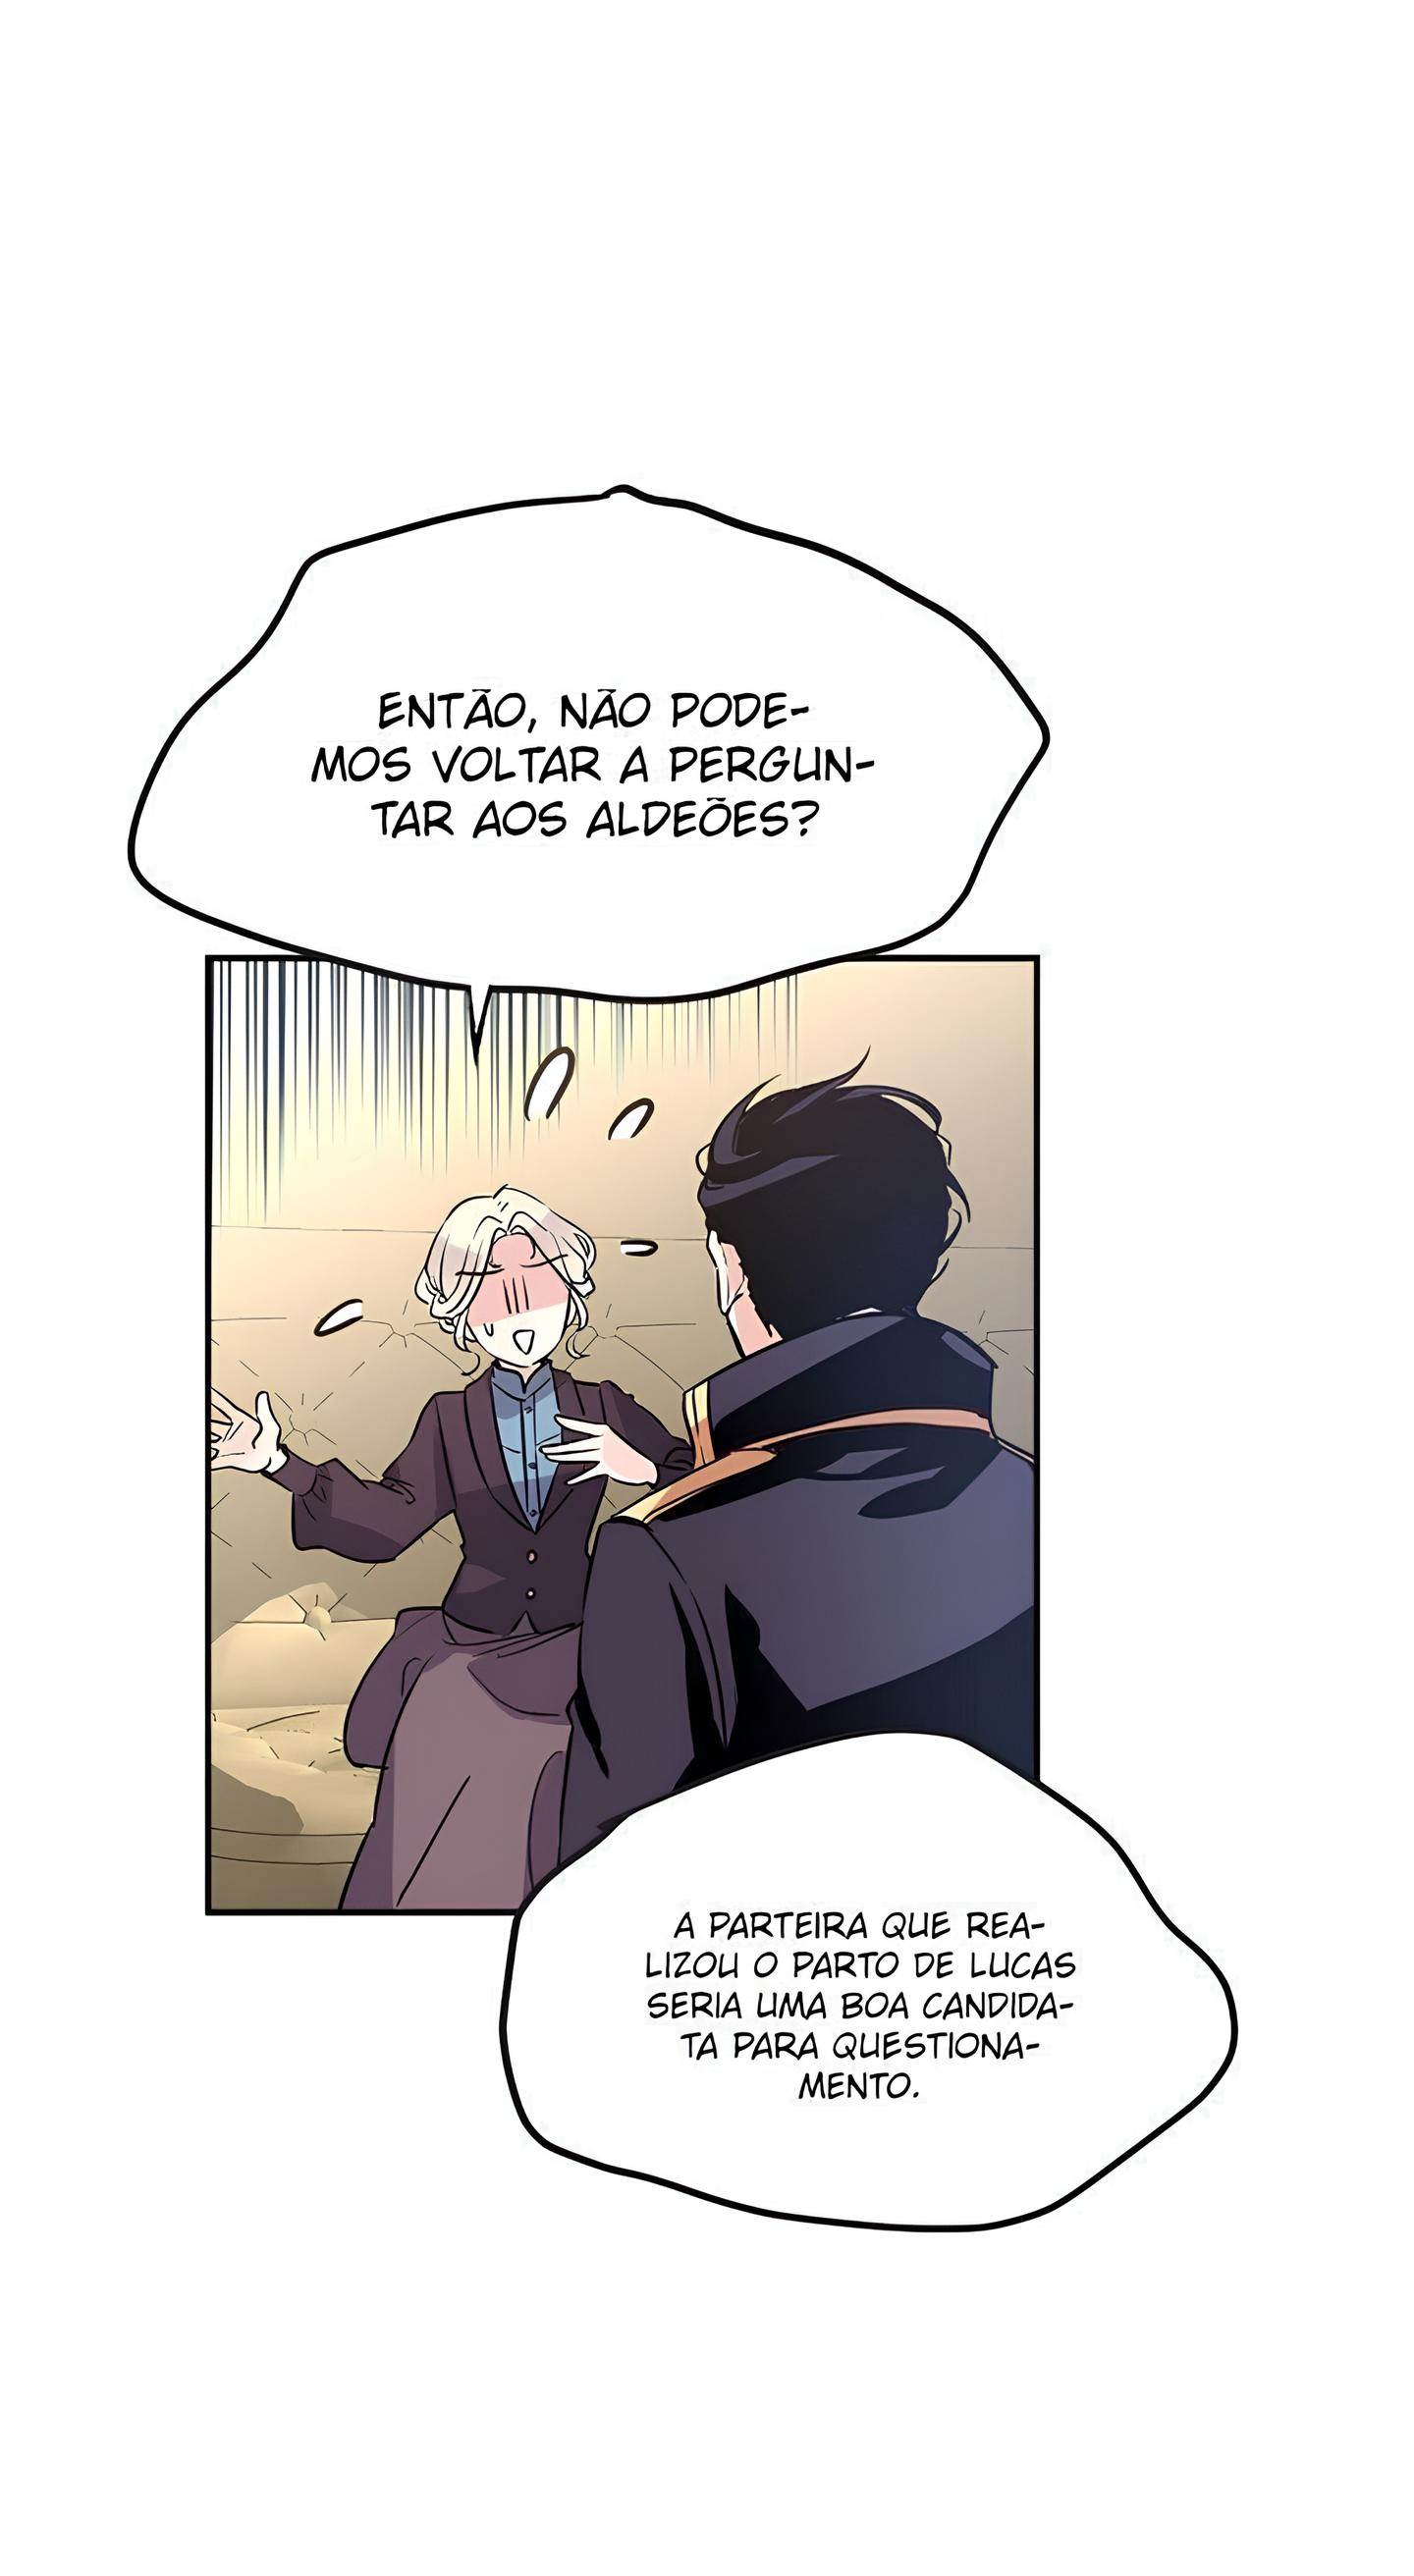 ENTÃO, NÃO PODE-
MOS VOLTAR A PERGUN-
TAR AOS ALDEÕES?
A PARTEIRA QUE REA-
LIZOU O PARTO DE LUCAS
SERIA UMA BOA CANDIDA-
TA PARA QUESTIONA-
MENTO.